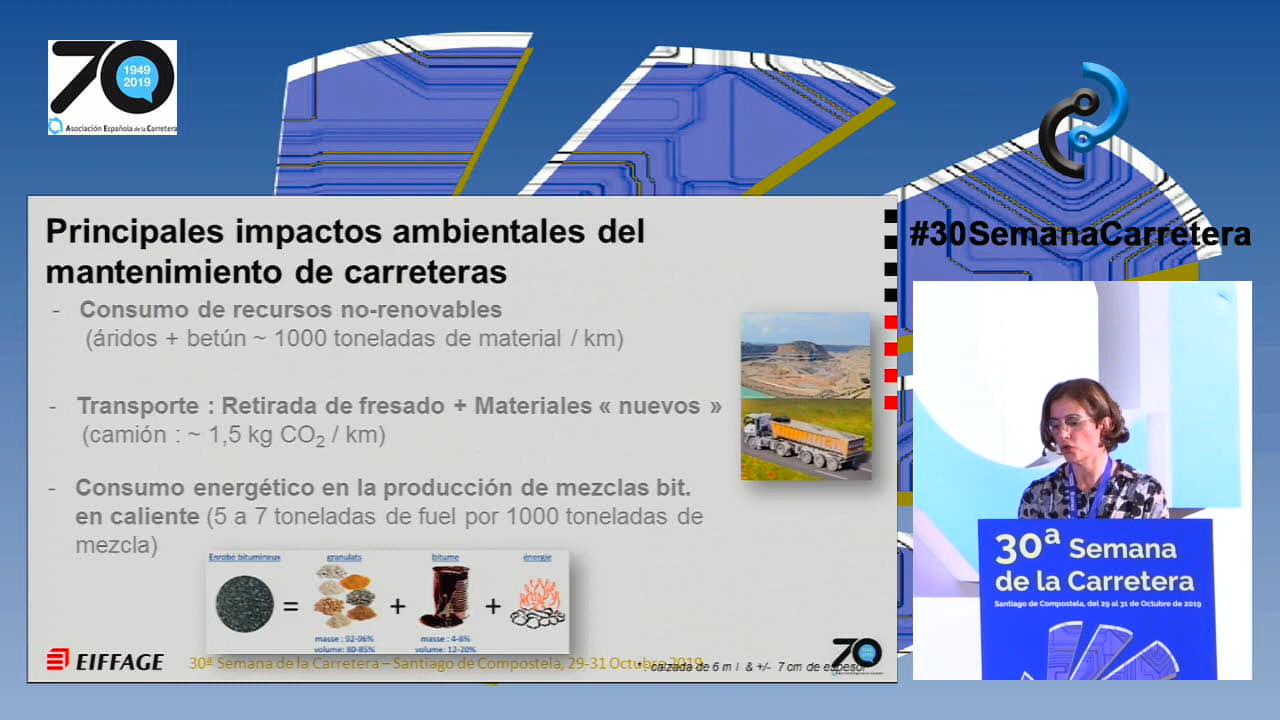 70
1949
2019
Asociación Española de la Carretera
#30SemanaCarretera
Principales impactos ambientales del
mantenimiento de carreteras
- Consumo de recursos no-renovables
(áridos + betún ~ 1000 toneladas de material / km)
- Transporte : Retirada de fresado + Materiales « nuevos »
(camión : ~ 1,5 kg CO2 / km)
- Consumo energético en la producción de mezclas bit.
en caliente (5 a 7 toneladas de fuel por 1000 toneladas de
mezcla)
Enrobé bitumineux granulats bitume énergie
= + +
masse : 92-96% masse : 4-8%
volume: 80-85% volume: 12-20%
EIFFAGE
30ª Semana de la Carretera – Santiago de Compostela, 29-31 Octubre 2019
calzada de 6 m & +/- 7 cm de espesor
70
30ª Semana
de la Carretera
Santiago de Compostela, del 29 al 31 de Octubre de 2019